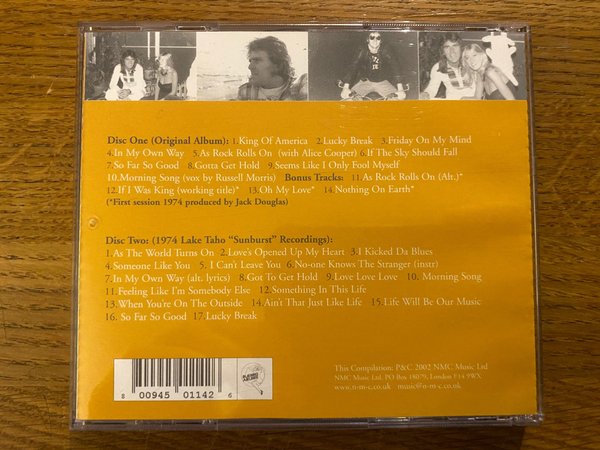 Disc One (Original Album): 1.King Of America 2.Lucky Break 3.Friday On My Mind
4.In My Own Way 5.As Rock Rolls On (with Alice Cooper) 6.If The Sky Should Fall
7.So Far So Good 8.Gotta Get Hold 9.Seems Like I Only Fool Myself
10.Morning Song (vox by Russell Morris) Bonus Tracks: 11.As Rock Rolls On (Alt.)*
12.If I Was King (working title)* 13.Oh My Love* 14.Nothing On Earth*
(*First session 1974 produced by Jack Douglas)
Disc Two: (1974 Lake Taho “Sunburst” Recordings):
1.As The World Turns On 2.Love's Opened Up My Heart 3.I Kicked Da Blues
4.Someone Like You 5. I Can't Leave You 6.No-one Knows The Stranger (instr)
7.In My Own Way (alt. lyrics) 8.Got To Get Hold 9.Love Love Love 10. Morning Song
11.Feeling Like I'm Somebody Else 12.Something In This Life
13.When You're On The Outside 14.Ain't That Just Like Life 15.Life Will Be Our Music
16. So Far So Good 17.Lucky Break
This Compilation: P&C 2002 NMC Music Ltd
NMC Music Ltd. PO Box 18079, London E14 9WX
www.n-m-c.co.uk music@n-m-c.co.uk
8 00945 01142 6